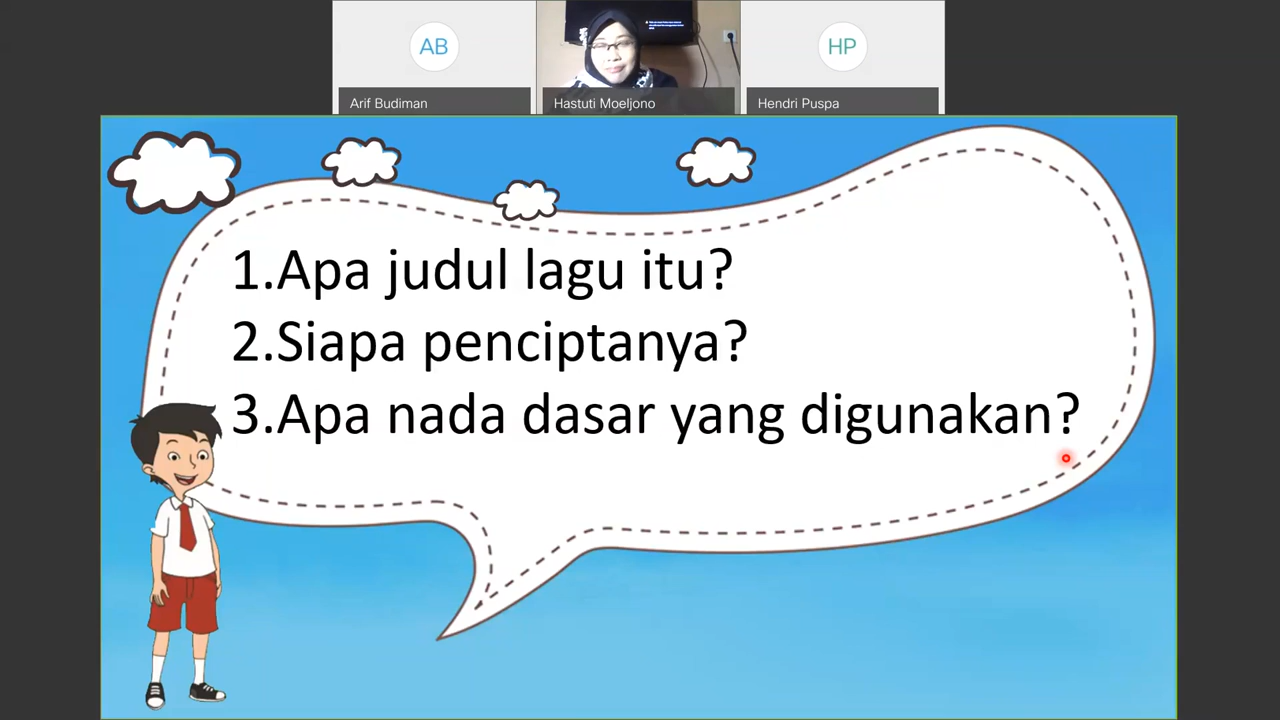 AB
HP
Arif Budiman
Hastuti Moeljono
Hendri Puspa
1.Apa judul lagu itu?
2.Siapa penciptanya?
3.Apa nada dasar yang digunakan?